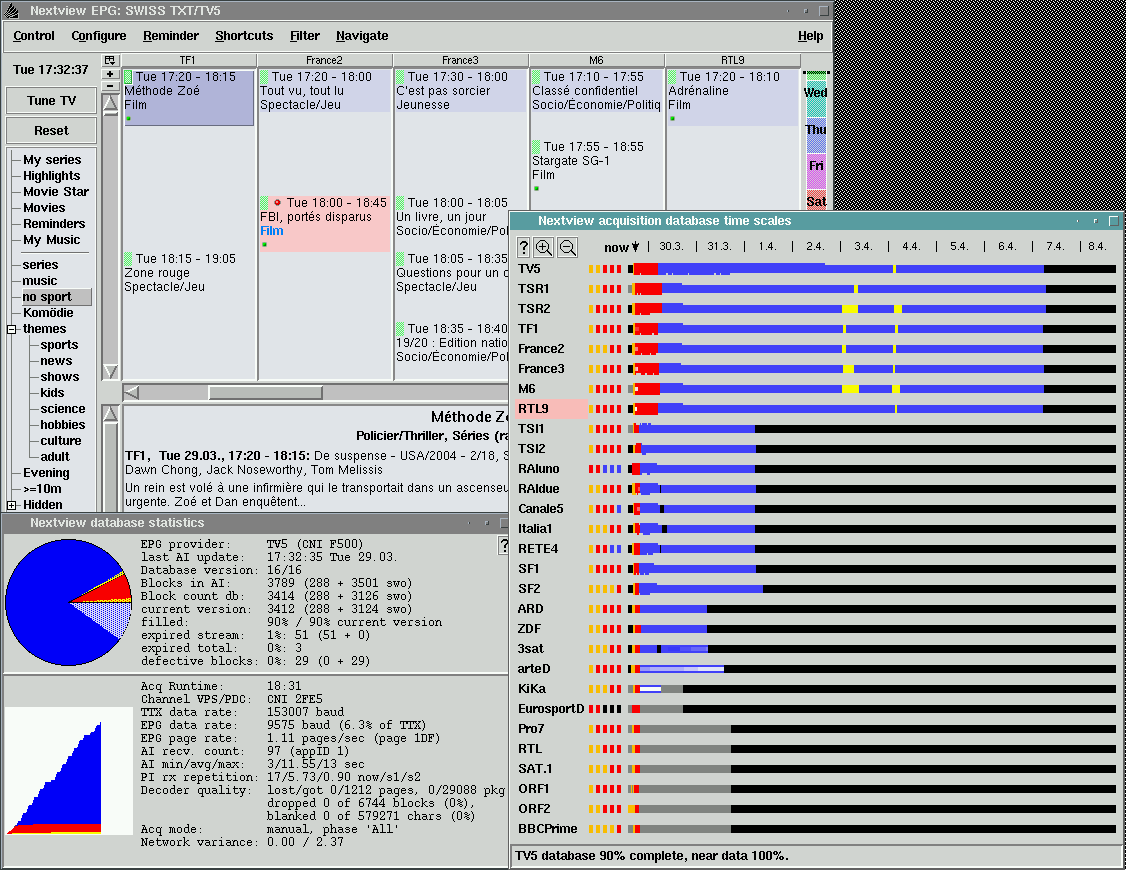 Nextview EPG: SWISS TXT/TV5
Control Configure Reminder Shortcuts Filter Navigate Help
Tue 17:32:37
Tune TV
Reset
My series
Highlights
Movie Star
Movies
Reminders
My Music
series
music
no sport
Komödie
themes
sports
news
shows
kids
science
hobbies
culture
adult
Evening
>=10m
Hidden
TF1 France2 France3 M6 RTL9
Tue 17:20 - 18:15
Méthode Zoé
Film
Tue 18:15 - 19:05
Zone rouge
Spectacle/Jeu
Tue 17:20 - 18:00
Tout vu, tout lu
Spectacle/Jeu
Tue 18:00 - 18:45
FBI, portés disparus
Film
Tue 17:30 - 18:00
C'est pas sorcier
Jeunesse
Tue 18:00 - 18:05
Un livre, un jour
Socio/Économie/Pol
Tue 18:05 - 18:35
Questions pour un c
Spectacle/Jeu
Tue 18:35 - 18:40
19/20 : Edition natio
Socio/Économie/Pol
Tue 17:10 - 17:55
Classé confidentiel
Socio/Économie/Politiq
Tue 17:55 - 18:55
Stargate SG-1
Film
Tue 17:20 - 18:10
Adrénaline
Film
Wed
Thu
Fri
Sat
Méthode Zo
Policier/Thriller, Séries (ra
TF1, Tue 29.03., 17:20 - 18:15: De suspense - USA/2004 - 2/18, S
Dawn Chong, Jack Noseworthy, Tom Melissis
Un rein est volé à une infirmière qui le transportait dans un ascenseu
urgente. Zoé et Dan enquêtent...
Nextview acquisition database time scales
? now 30.3. 31.3. 1.4. 2.4. 3.4. 4.4. 5.4. 6.4. 7.4. 8.4.
TV5
TSR1
TSR2
TF1
France2
France3
M6
RTL9
TSI1
TSI2
RAIuno
RAIdue
Canale5
Italia1
RETE4
SF1
SF2
ARD
ZDF
3sat
arteD
KiKa
EurosportD
Pro7
RTL
SAT.1
ORF1
ORF2
BBCPrime
TV5 database 90% complete, near data 100%.
Nextview database statistics
?
EPG provider: TV5 (CNI F500)
last AI update: 17:32:35 Tue 29.03.
Database version: 16/16
Blocks in AI: 3789 (288 + 3501 swo)
Block count db: 3414 (288 + 3126 swo)
current version: 3412 (288 + 3124 swo)
filled: 90% / 90% current version
expired stream: 1%: 51 (51 + 0)
expired total: 0%: 3
defective blocks: 0%: 29 (0 + 29)
Acq Runtime: 18:31
Channel VPS/PDC: CNI 2FE5
TTX data rate: 153007 baud
EPG data rate: 9575 baud (6.3% of TTX)
EPG page rate: 1.11 pages/sec (page 1DF)
AI recv. count: 97 (appID 1)
AI min/avg/max: 3/11.55/13 sec
PI rx repetition: 17/5.73/0.90 now/s1/s2
Decoder quality: lost/got 0/1212 pages, 0/29088 pkg
dropped 0 of 6744 blocks (0%),
blanked 0 of 579271 chars (0%)
Acq mode: manual, phase 'All'
Network variance: 0.00 / 2.37